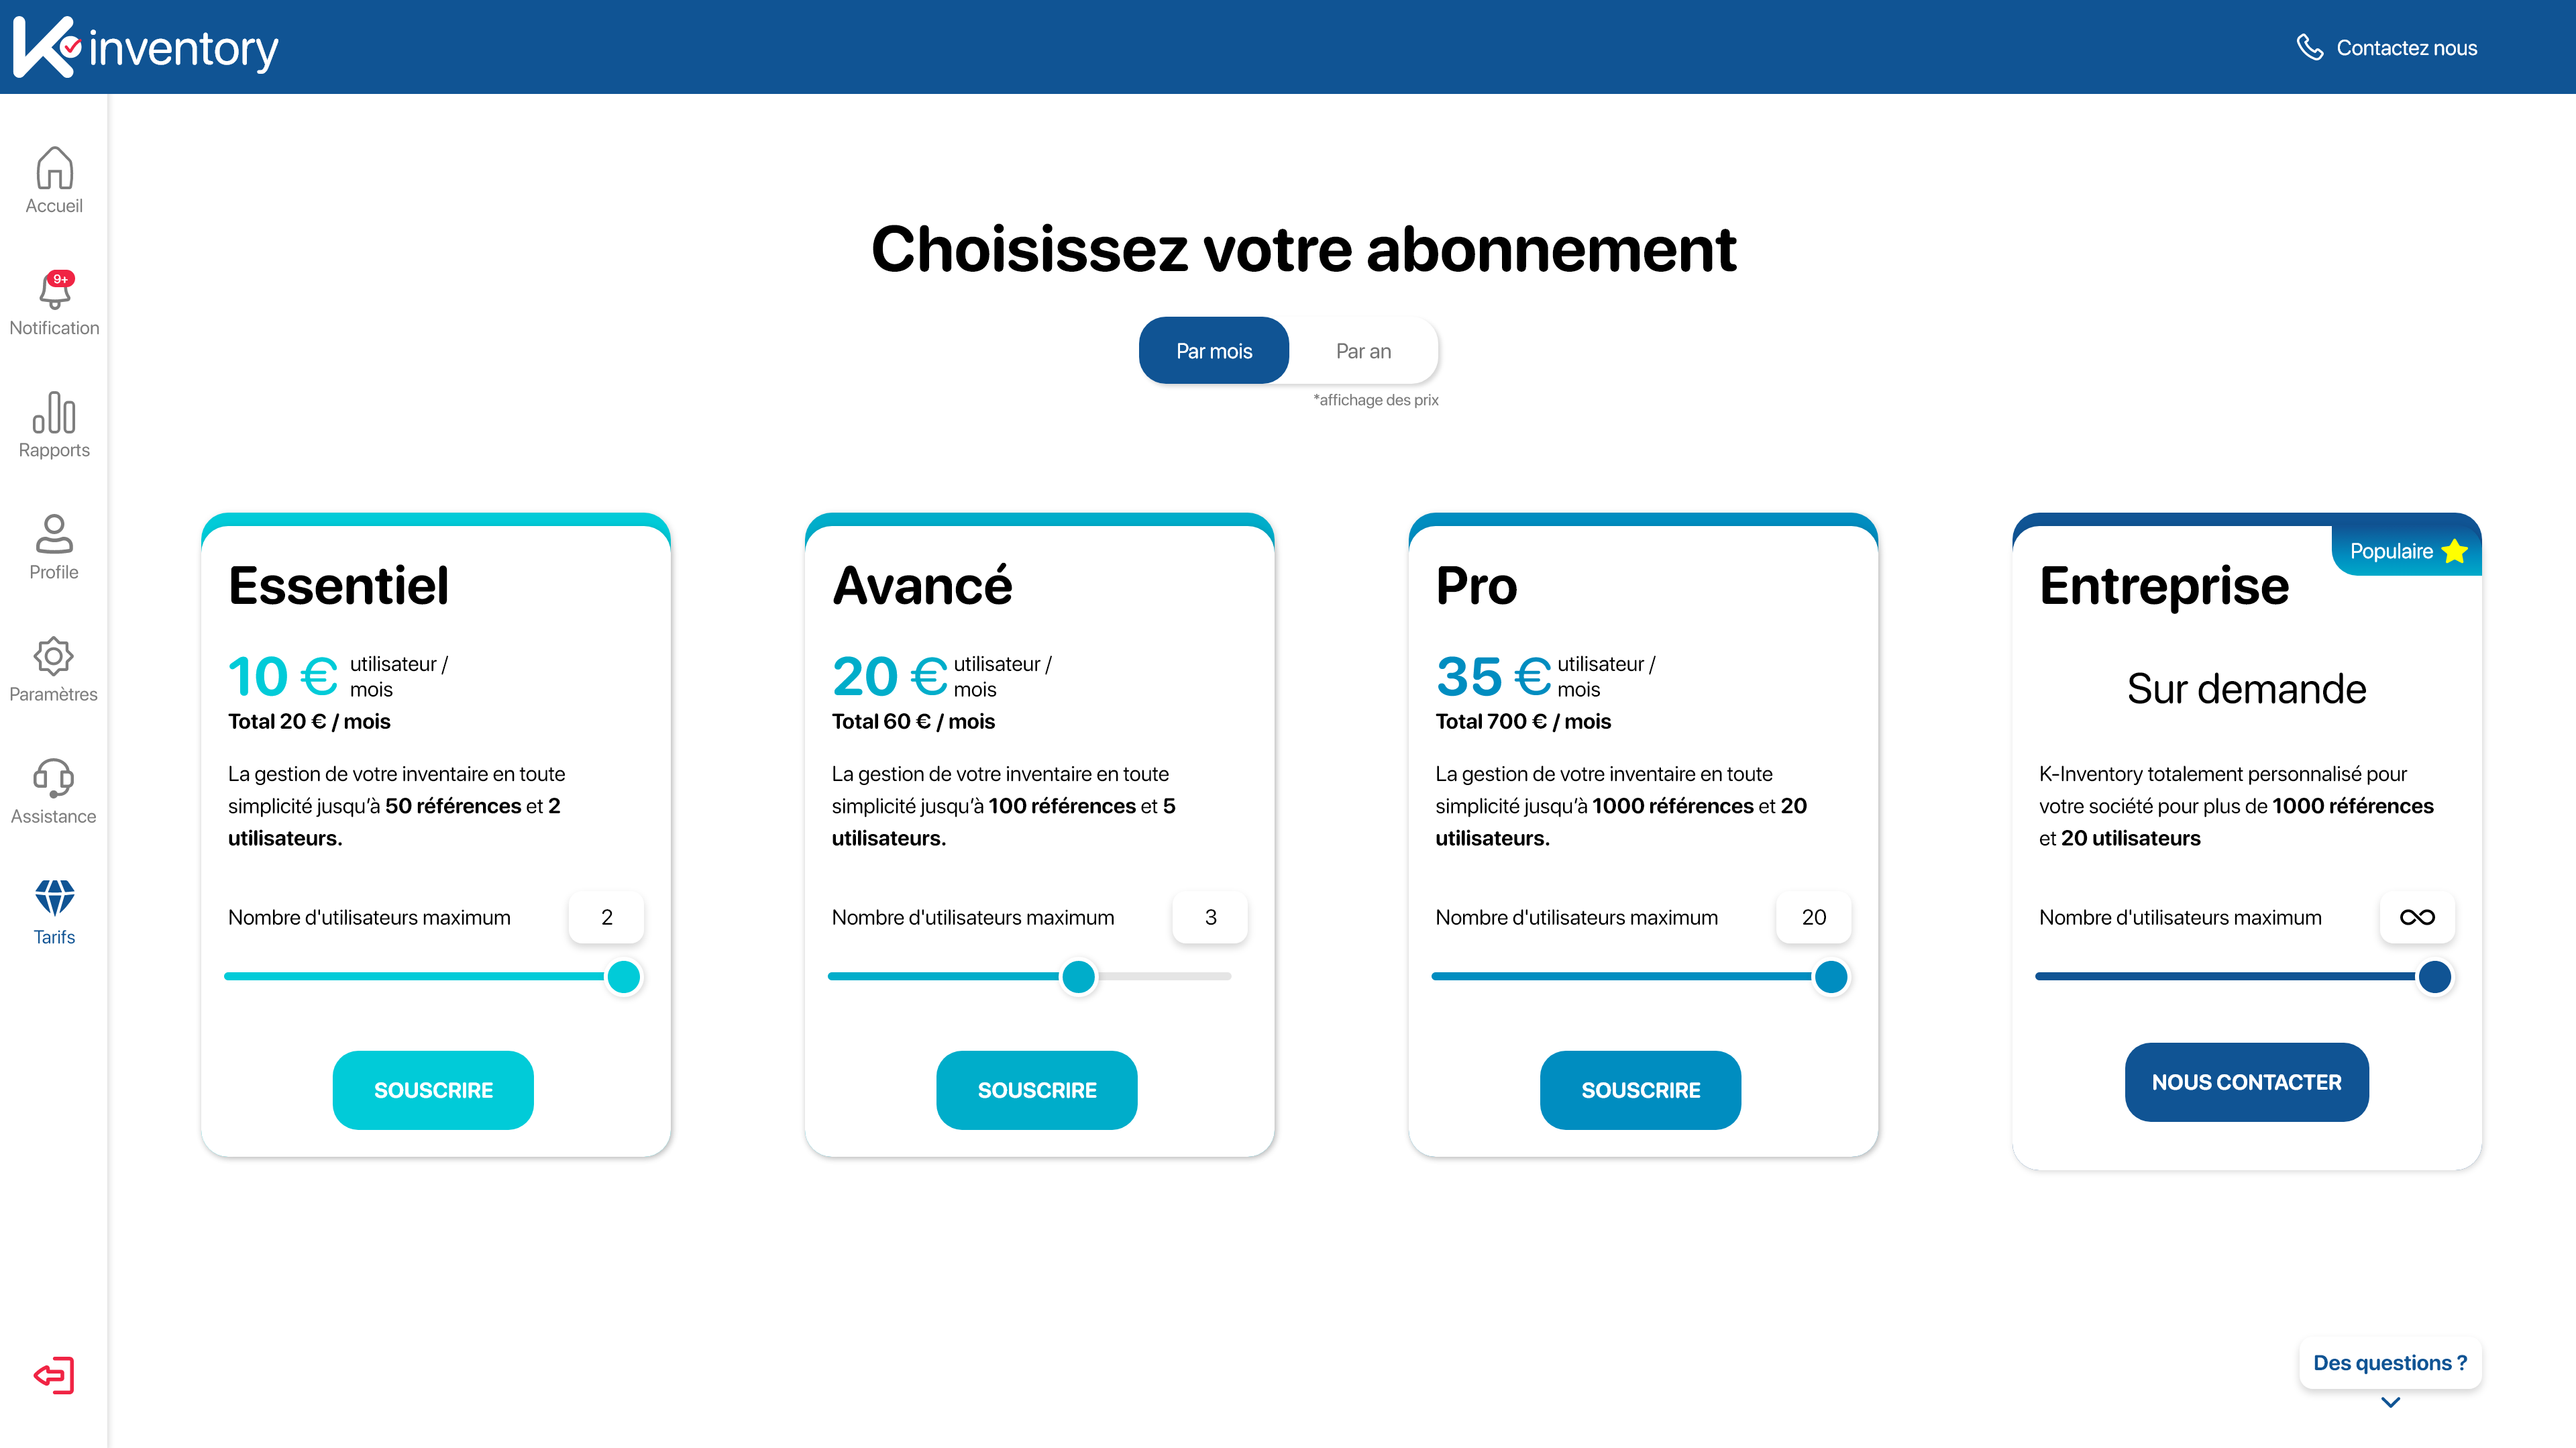 K inventory
Contactez nous
Accueil
9+
Notification
Rapports
Profile
Paramètres
Assistance
Tarifs
Choisissez votre abonnement
Par mois
Par an
*affichage des prix
Essentiel
10 € utilisateur /
mois
Total 20 € / mois
La gestion de votre inventaire en toute
simplicité jusqu’à 50 références et 2
utilisateurs.
Nombre d'utilisateurs maximum 2
SOUSCRIRE
Avancé
20 € utilisateur /
mois
Total 60 € / mois
La gestion de votre inventaire en toute
simplicité jusqu’à 100 références et 5
utilisateurs.
Nombre d'utilisateurs maximum 3
SOUSCRIRE
Pro
35 € utilisateur /
mois
Total 700 € / mois
La gestion de votre inventaire en toute
simplicité jusqu’à 1000 références et 20
utilisateurs.
Nombre d'utilisateurs maximum 20
SOUSCRIRE
Populaire
Entreprise
Sur demande
K-Inventory totalement personnalisé pour
votre société pour plus de 1000 références
et 20 utilisateurs
Nombre d'utilisateurs maximum ∞
NOUS CONTACTER
Des questions ?